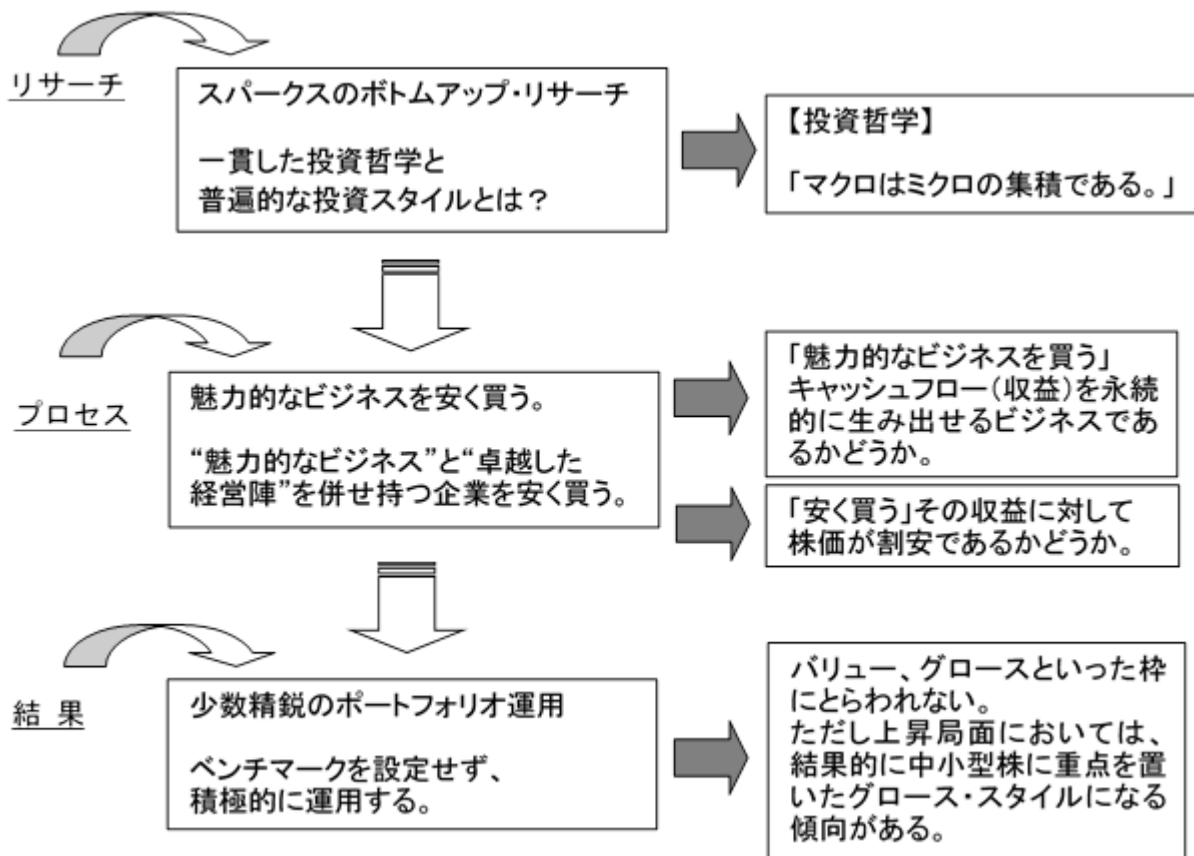 リサーチ
スパークスのボトムアップ・リサーチ
一貫した投資哲学と
普遍的な投資スタイルとは？
【投資哲学】
「マクロはミクロの集積である。」
プロセス
魅力的なビジネスを安く買う。
“魅力的なビジネス”と“卓越した
経営陣”を併せ持つ企業を安く買う。
「魅力的なビジネスを買う」
キャッシュフロー（収益）を永続
的に生み出せるビジネスであ
るかどうか。
「安く買う」その収益に対して
株価が割安であるかどうか。
結 果
少数精鋭のポートフォリオ運用
ベンチマークを設定せず、
積極的に運用する。
バリュー、グロースといった枠
にとらわれない。
ただし上昇局面においては、
結果的に中小型株に重点を置
いたグロース・スタイルになる
傾向がある。